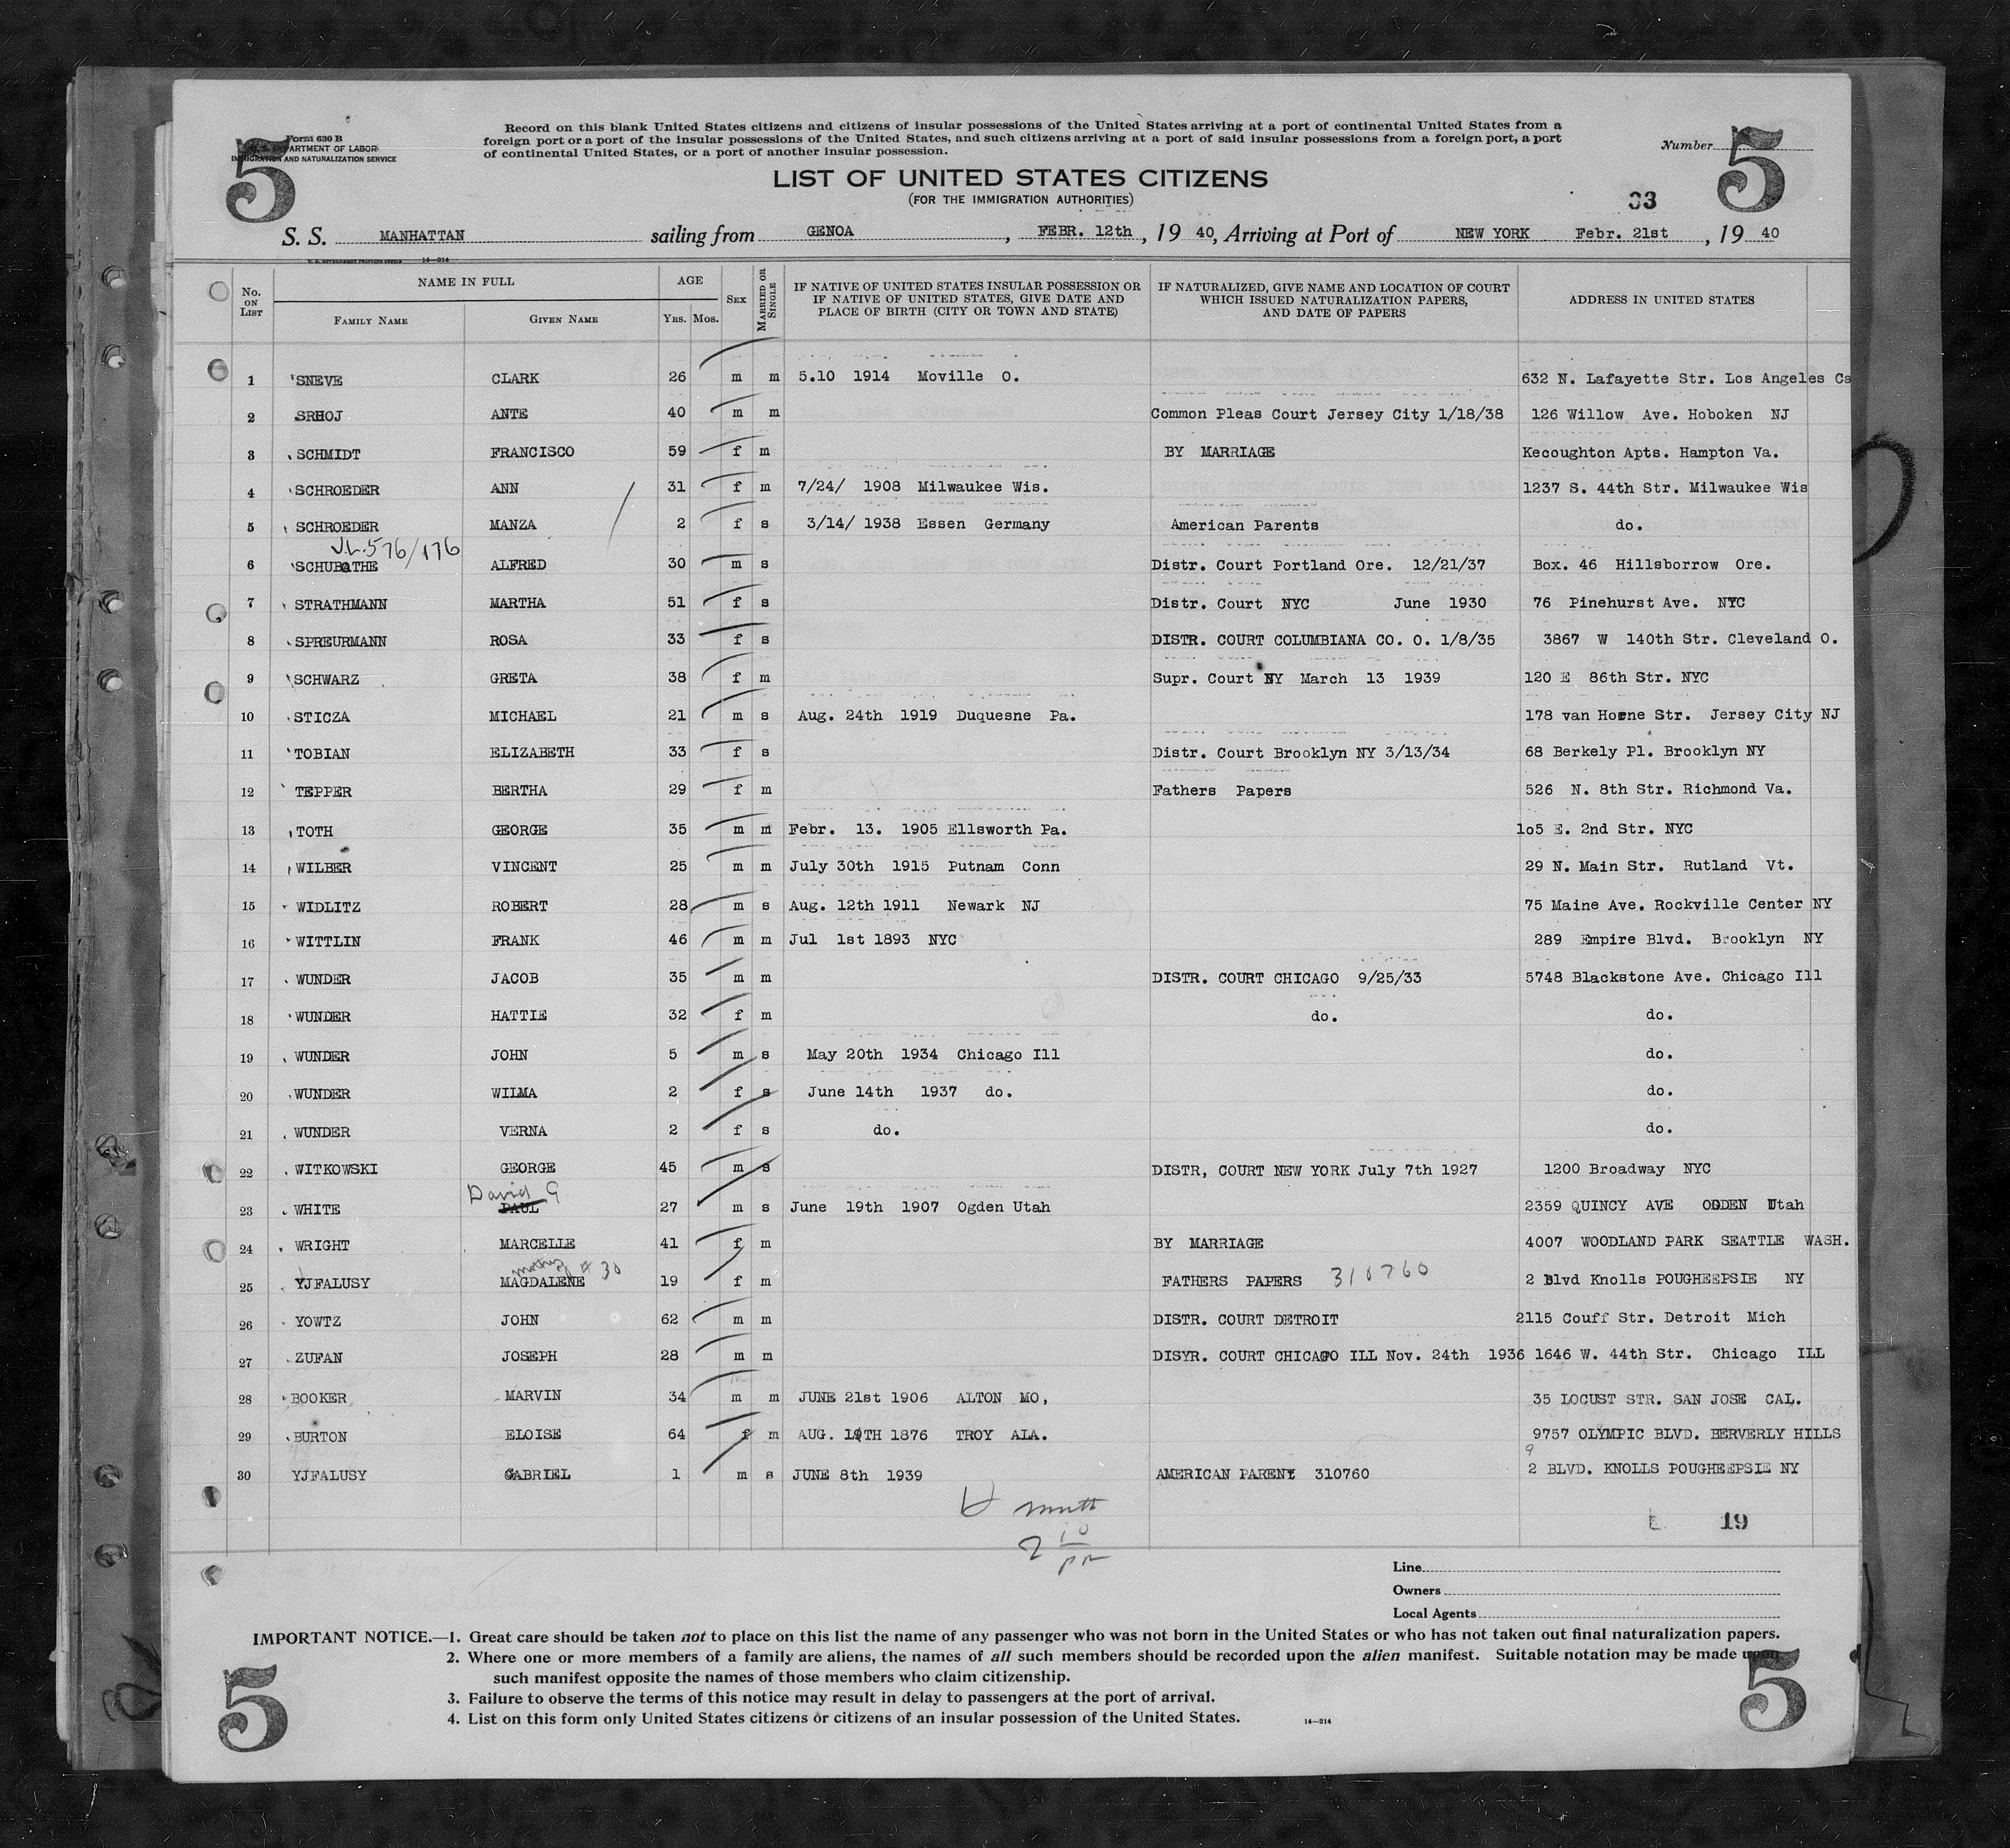 5
Form 630 B
U. S. DEPARTMENT OF LABOR
IMMIGRATION AND NATURALIZATION SERVICE
Record on this blank United States citizens and citizens of insular possessions of the United States arriving at a port of continental United States from a
foreign port or a port of the insular possessions of the United States, and such citizens arriving at a port of said insular possessions from a foreign port, a port
of continental United States, or a port of another insular possession.
Number
5
LIST OF UNITED STATES CITIZENS
(FOR THE IMMIGRATION AUTHORITIES)
33
S. S. MANHATTAN sailing from GENOA, FEBR. 12th, 19 40, Arriving at Port of NEW YORK Febr. 21st, 19 40
U. S. GOVERNMENT PRINTING OFFICE 14—214
No. ON LIST NAME IN FULL AGE SEX MARRIED OR SINGLE IF NATIVE OF UNITED STATES INSULAR POSSESSION OR IF NATIVE OF UNITED STATES, GIVE DATE AND PLACE OF BIRTH (CITY OR TOWN AND STATE) IF NATURALIZED, GIVE NAME AND LOCATION OF COURT WHICH ISSUED NATURALIZATION PAPERS, AND DATE OF PAPERS ADDRESS IN UNITED STATES
FAMILY NAME GIVEN NAME YRS. MOS.
1 SNEVE CLARK 26 m m 5.10 1914 Moville O. 632 N. Lafayette Str. Los Angeles Ca
2 SRHOJ ANTE 40 m m Common Pleas Court Jersey City 1/18/38 126 Willow Ave. Hoboken NJ
3 SCHMIDT FRANCISCO 59 f m BY MARRIAGE Kecoughton Apts. Hampton Va.
4 SCHROEDER ANN 31 f m 7/24/ 1908 Milwaukee Wis. 1237 S. 44th Str. Milwaukee Wis
5 SCHROEDER MANZA 2 f s 3/14/ 1938 Essen Germany American Parents do.
V.L. 576/176
6 SCHUBOTHE ALFRED 30 m s Distr. Court Portland Ore. 12/21/37 Box. 46 Hillsborrow Ore.
7 STRATHMANN MARTHA 51 f s Distr. Court NYC June 1930 76 Pinehurst Ave. NYC
8 SPREURMANN ROSA 33 f s DISTR. COURT COLUMBIANA CO. O. 1/8/35 3867 W 140th Str. Cleveland O.
9 SCHWARZ GRETA 38 f m Supr. Court NY March 13 1939 120 E 86th Str. NYC
10 STICZA MICHAEL 21 m s Aug. 24th 1919 Duquesne Pa. 178 van Horne Str. Jersey City NJ
11 TOBIAN ELIZABETH 33 f s Distr. Court Brooklyn NY 3/13/34 68 Berkely Pl. Brooklyn NY
12 TEPPER BERTHA 29 f m Fathers Papers 526 N. 8th Str. Richmond Va.
13 TOTH GEORGE 35 m m Febr. 13. 1905 Ellsworth Pa. 1o5 E. 2nd Str. NYC
14 WILBER VINCENT 25 m m July 30th 1915 Putnam Conn 29 N. Main Str. Rutland Vt.
15 WIDLITZ ROBERT 28 m s Aug. 12th 1911 Newark NJ 75 Maine Ave. Rockville Center NY
16 WITTLIN FRANK 46 m m Jul 1st 1893 NYC 289 Empire Blvd. Brooklyn NY
17 WUNDER JACOB 35 m m DISTR. COURT CHICAGO 9/25/33 5748 Blackstone Ave. Chicago Ill
18 WUNDER HATTIE 32 f m do. do.
19 WUNDER JOHN 5 m s May 20th 1934 Chicago Ill do.
20 WUNDER WILMA 2 f s June 14th 1937 do. do.
21 WUNDER VERNA 2 f s do. do.
22 WITKOWSKI GEORGE 45 m s DISTR, COURT NEW YORK July 7th 1927 1200 Broadway NYC
David G
23 WHITE PAUL 27 m s June 19th 1907 Ogden Utah 2359 QUINCY AVE OGDEN Utah
24 WRIGHT MARCELLE 41 f m BY MARRIAGE 4007 WOODLAND PARK SEATTLE WASH.
mother of # 30
25 YJFALUSY MAGDALENE 19 f m FATHERS PAPERS 310760 2 Blvd Knolls POUGHEEPSIE NY
26 YOWTZ JOHN 62 m m DISTR. COURT DETROIT 2115 Couff Str. Detroit Mich
27 ZUFAN JOSEPH 28 m m DISYR. COURT CHICAGO ILL Nov. 24th 1936 1646 W. 44th Str. Chicago ILL
28 BOOKER MARVIN 34 m m JUNE 21st 1906 ALTON MO, 35 LOCUST STR. SAN JOSE CAL.
29 BURTON ELOISE 64 f m AUG. 19TH 1876 TROY ALA. 9757 OLYMPIC BLVD. BERVERLY HILLS
9
30 YJFALUSY GABRIEL 1 m s JUNE 8th 1939 AMERICAN PARENT 310760 2 BLVD. KNOLLS POUGHEEPSIE NY
19
Line
Owners
Local Agents
IMPORTANT NOTICE.—1. Great care should be taken not to place on this list the name of any passenger who was not born in the United States or who has not taken out final naturalization papers.
2. Where one or more members of a family are aliens, the names of all such members should be recorded upon the alien manifest. Suitable notation may be made upon
such manifest opposite the names of those members who claim citizenship.
3. Failure to observe the terms of this notice may result in delay to passengers at the port of arrival.
4. List on this form only United States citizens or citizens of an insular possession of the United States. 14—214
5
5